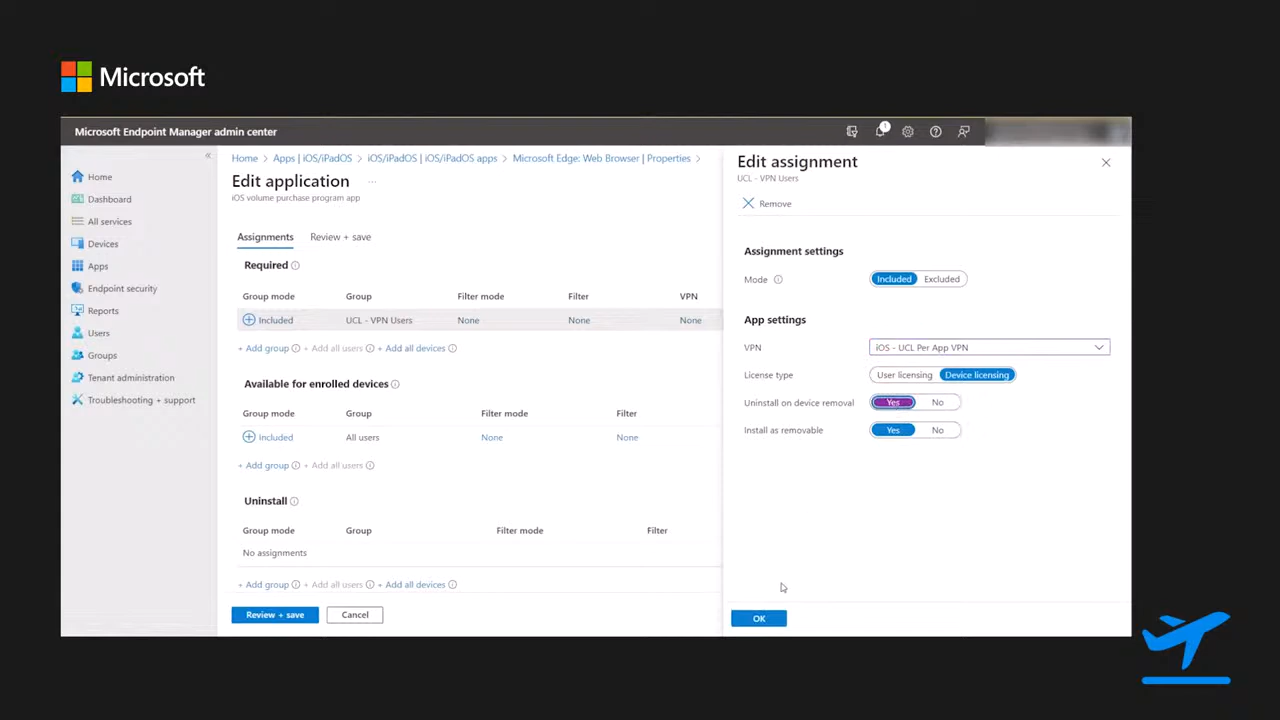 Microsoft
Microsoft Endpoint Manager admin center
1
Home
Dashboard
All services
Devices
Apps
Endpoint security
Reports
Users
Groups
Tenant administration
Troubleshooting + support
Home > Apps | iOS/iPadOS > iOS/iPadOS | iOS/iPadOS apps > Microsoft Edge: Web Browser | Properties >
Edit application ...
iOS volume purchase program app
Assignments Review + save
Required
Group mode Group Filter mode Filter VPN
Included UCL - VPN Users None None None
+ Add group + Add all users + Add all devices
Available for enrolled devices
Group mode Group Filter mode Filter
Included All users None None
+ Add group + Add all users
Uninstall
Group mode Group Filter mode Filter
No assignments
+ Add group + Add all users + Add all devices
Review + save Cancel
Edit assignment
UCL - VPN Users
Remove
Assignment settings
Mode Included Excluded
App settings
VPN iOS - UCL Per App VPN
License type User licensing Device licensing
Uninstall on device removal Yes No
Install as removable Yes No
OK